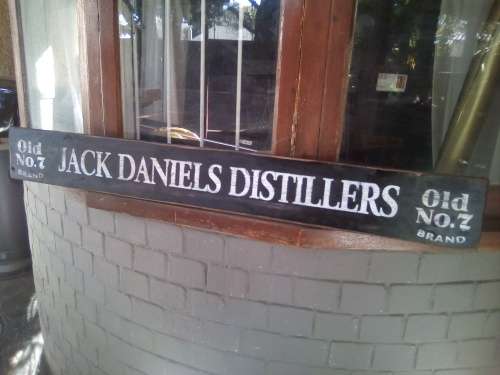 Old
No.7
BRAND
JACK DANIELS DISTILLERS
Old
No.7
BRAND